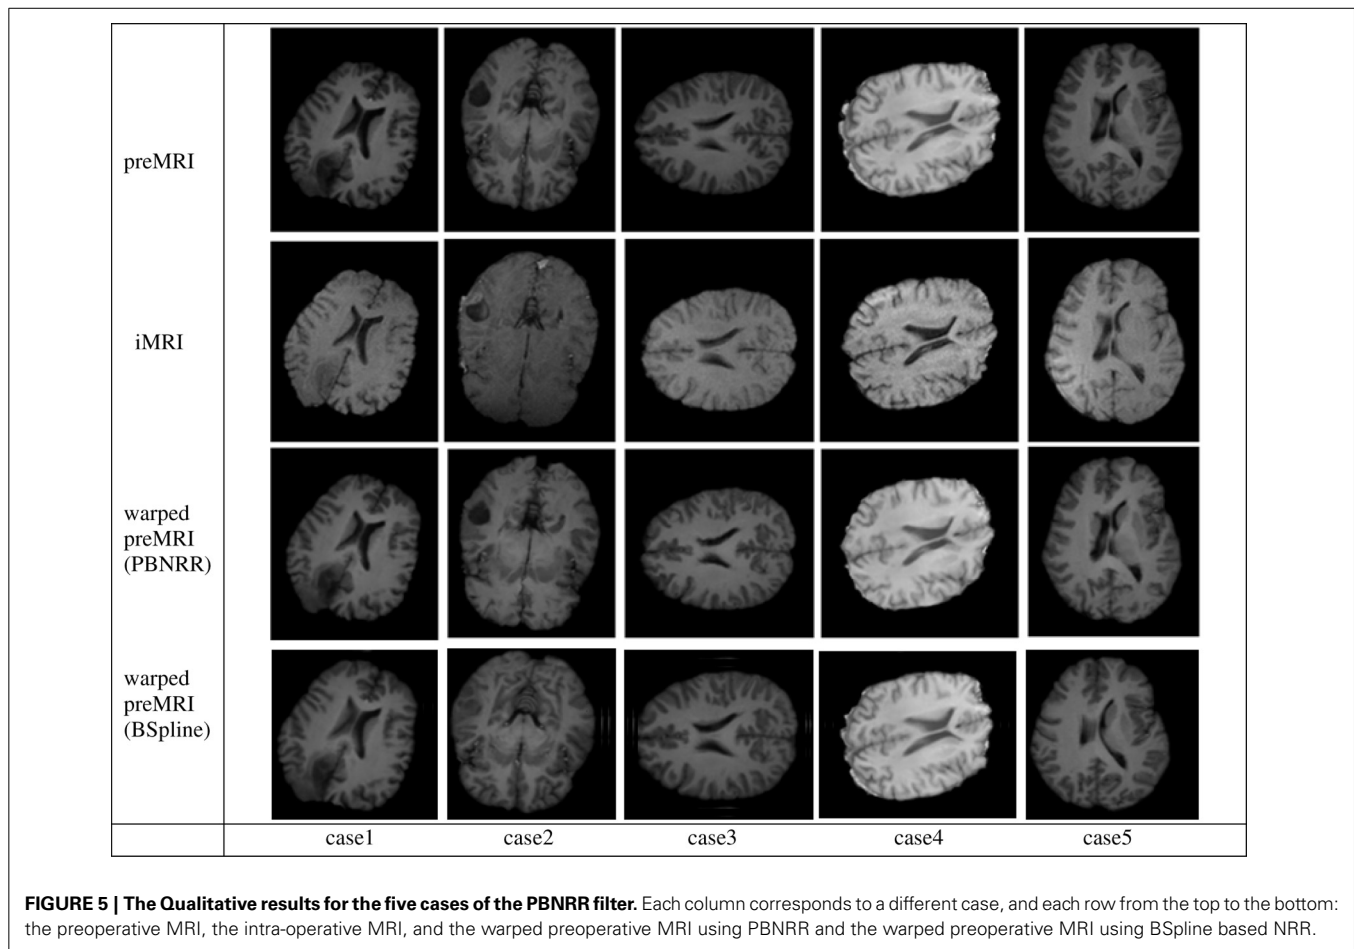 preMRI
iMRI
warped
preMRI
(PBNRR)
warped
preMRI
(BSpline)
case1
case2
case3
case4
case5
FIGURE 5 | The Qualitative results for the five cases of the PBNRR filter. Each column corresponds to a different case, and each row from the top to the bottom:
the preoperative MRI, the intra-operative MRI, and the warped preoperative MRI using PBNRR and the warped preoperative MRI using BSpline based NRR.